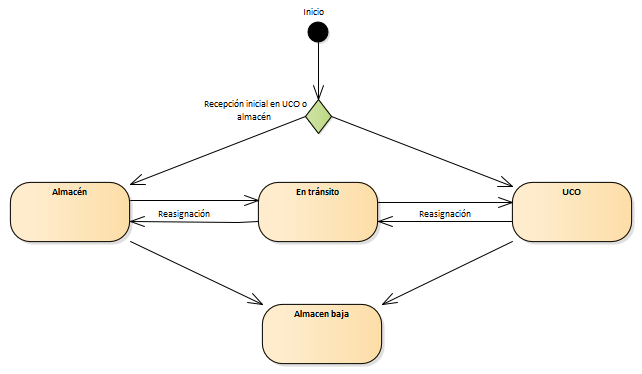 Inicio
Recepción inicial en UCO o
almacén
Almacén
En tránsito
UCO
Reasignación
Reasignación
Almacen baja